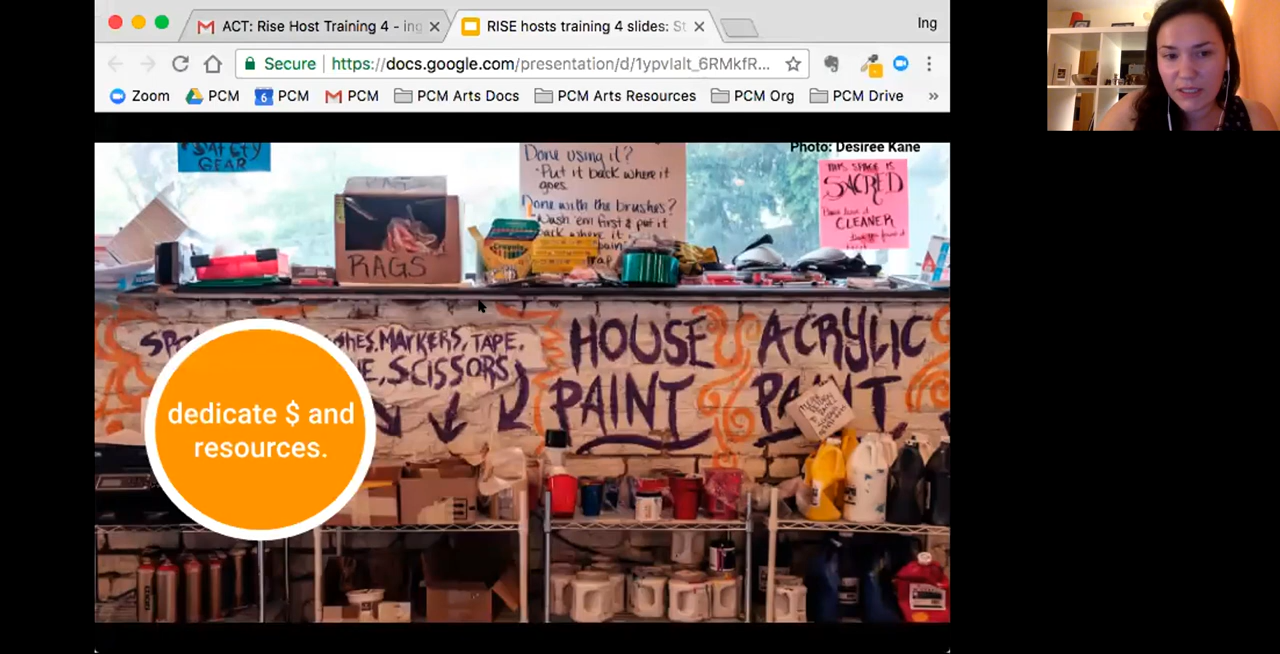 ACT: Rise Host Training 4 - ing
RISE hosts training 4 slides: St
Ing
Secure
https://docs.google.com/presentation/d/1ypvlalt_6RMkfR...
Zoom
PCM
6
PCM
PCM
PCM Arts Docs
PCM Arts Resources
PCM Org
PCM Drive
»
Photo: Desiree Kane
SAFETY
GEAR
Done using it?
- Put it back where it
goes.
Done with the brushes?
- Wash 'em first & put it
back where it
THIS SPACE IS
SACRED
CLEANER
RAGS
Crayola
MARKERS, TAPE,
SCISSORS
HOUSE
PAINT
ACRYLIC
PAINT
dedicate $ and
resources.